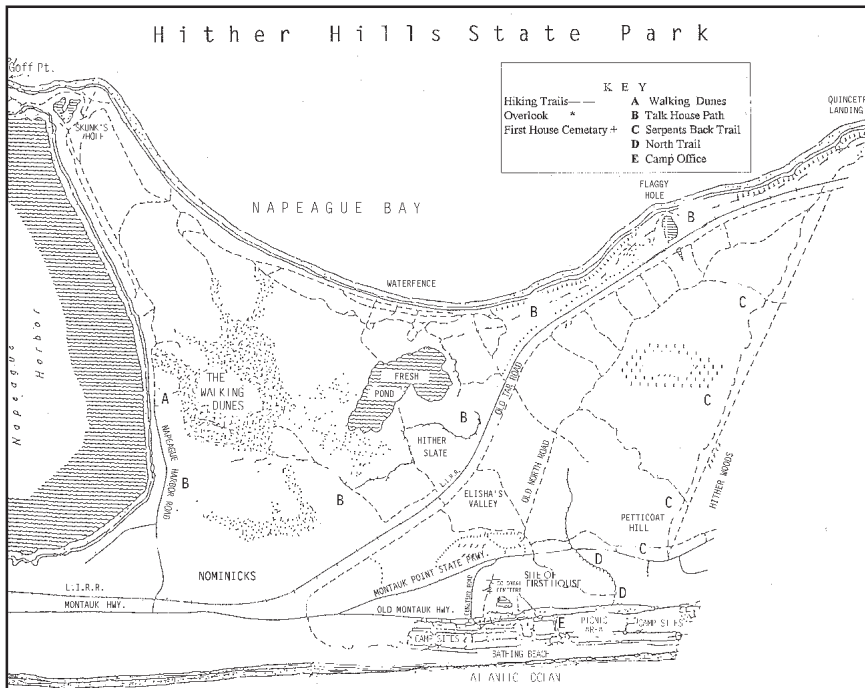 Hither Hills State Park
Goff Pt.
SKUNK'S
HOLE
KEY
Hiking Trails— —
Overlook *
First House Cemetary +
A Walking Dunes
B Talk House Path
C Serpents Back Trail
D North Trail
E Camp Office
LANDING
FLAGGY
HOLE
B
NAPEAGUE BAY
WATERFENCE
B
C
Napeague
Harbor
THE
WALKING
DUNES
A
FRESH
POND
OLD TAR ROAD
B
HITHER
SLATE
C
NAPEAGUE HARBOR ROAD
B
B
L.I.R.R.
ELISHA'S
VALLEY
OLD NORTH ROAD
HITHER WOODS
C
PETTICOAT
HILL
C
NOMINICKS
MONTAUK POINT STATE PKWY.
D
SITE OF
FIRST HOUSE
D
L.I.R.R.
MONTAUK HWY.
OLD MONTAUK HWY.
CAMP SITES
E
PICNIC
AREA
CAMP SITES
BATHING BEACH
ATLANTIC OCEAN